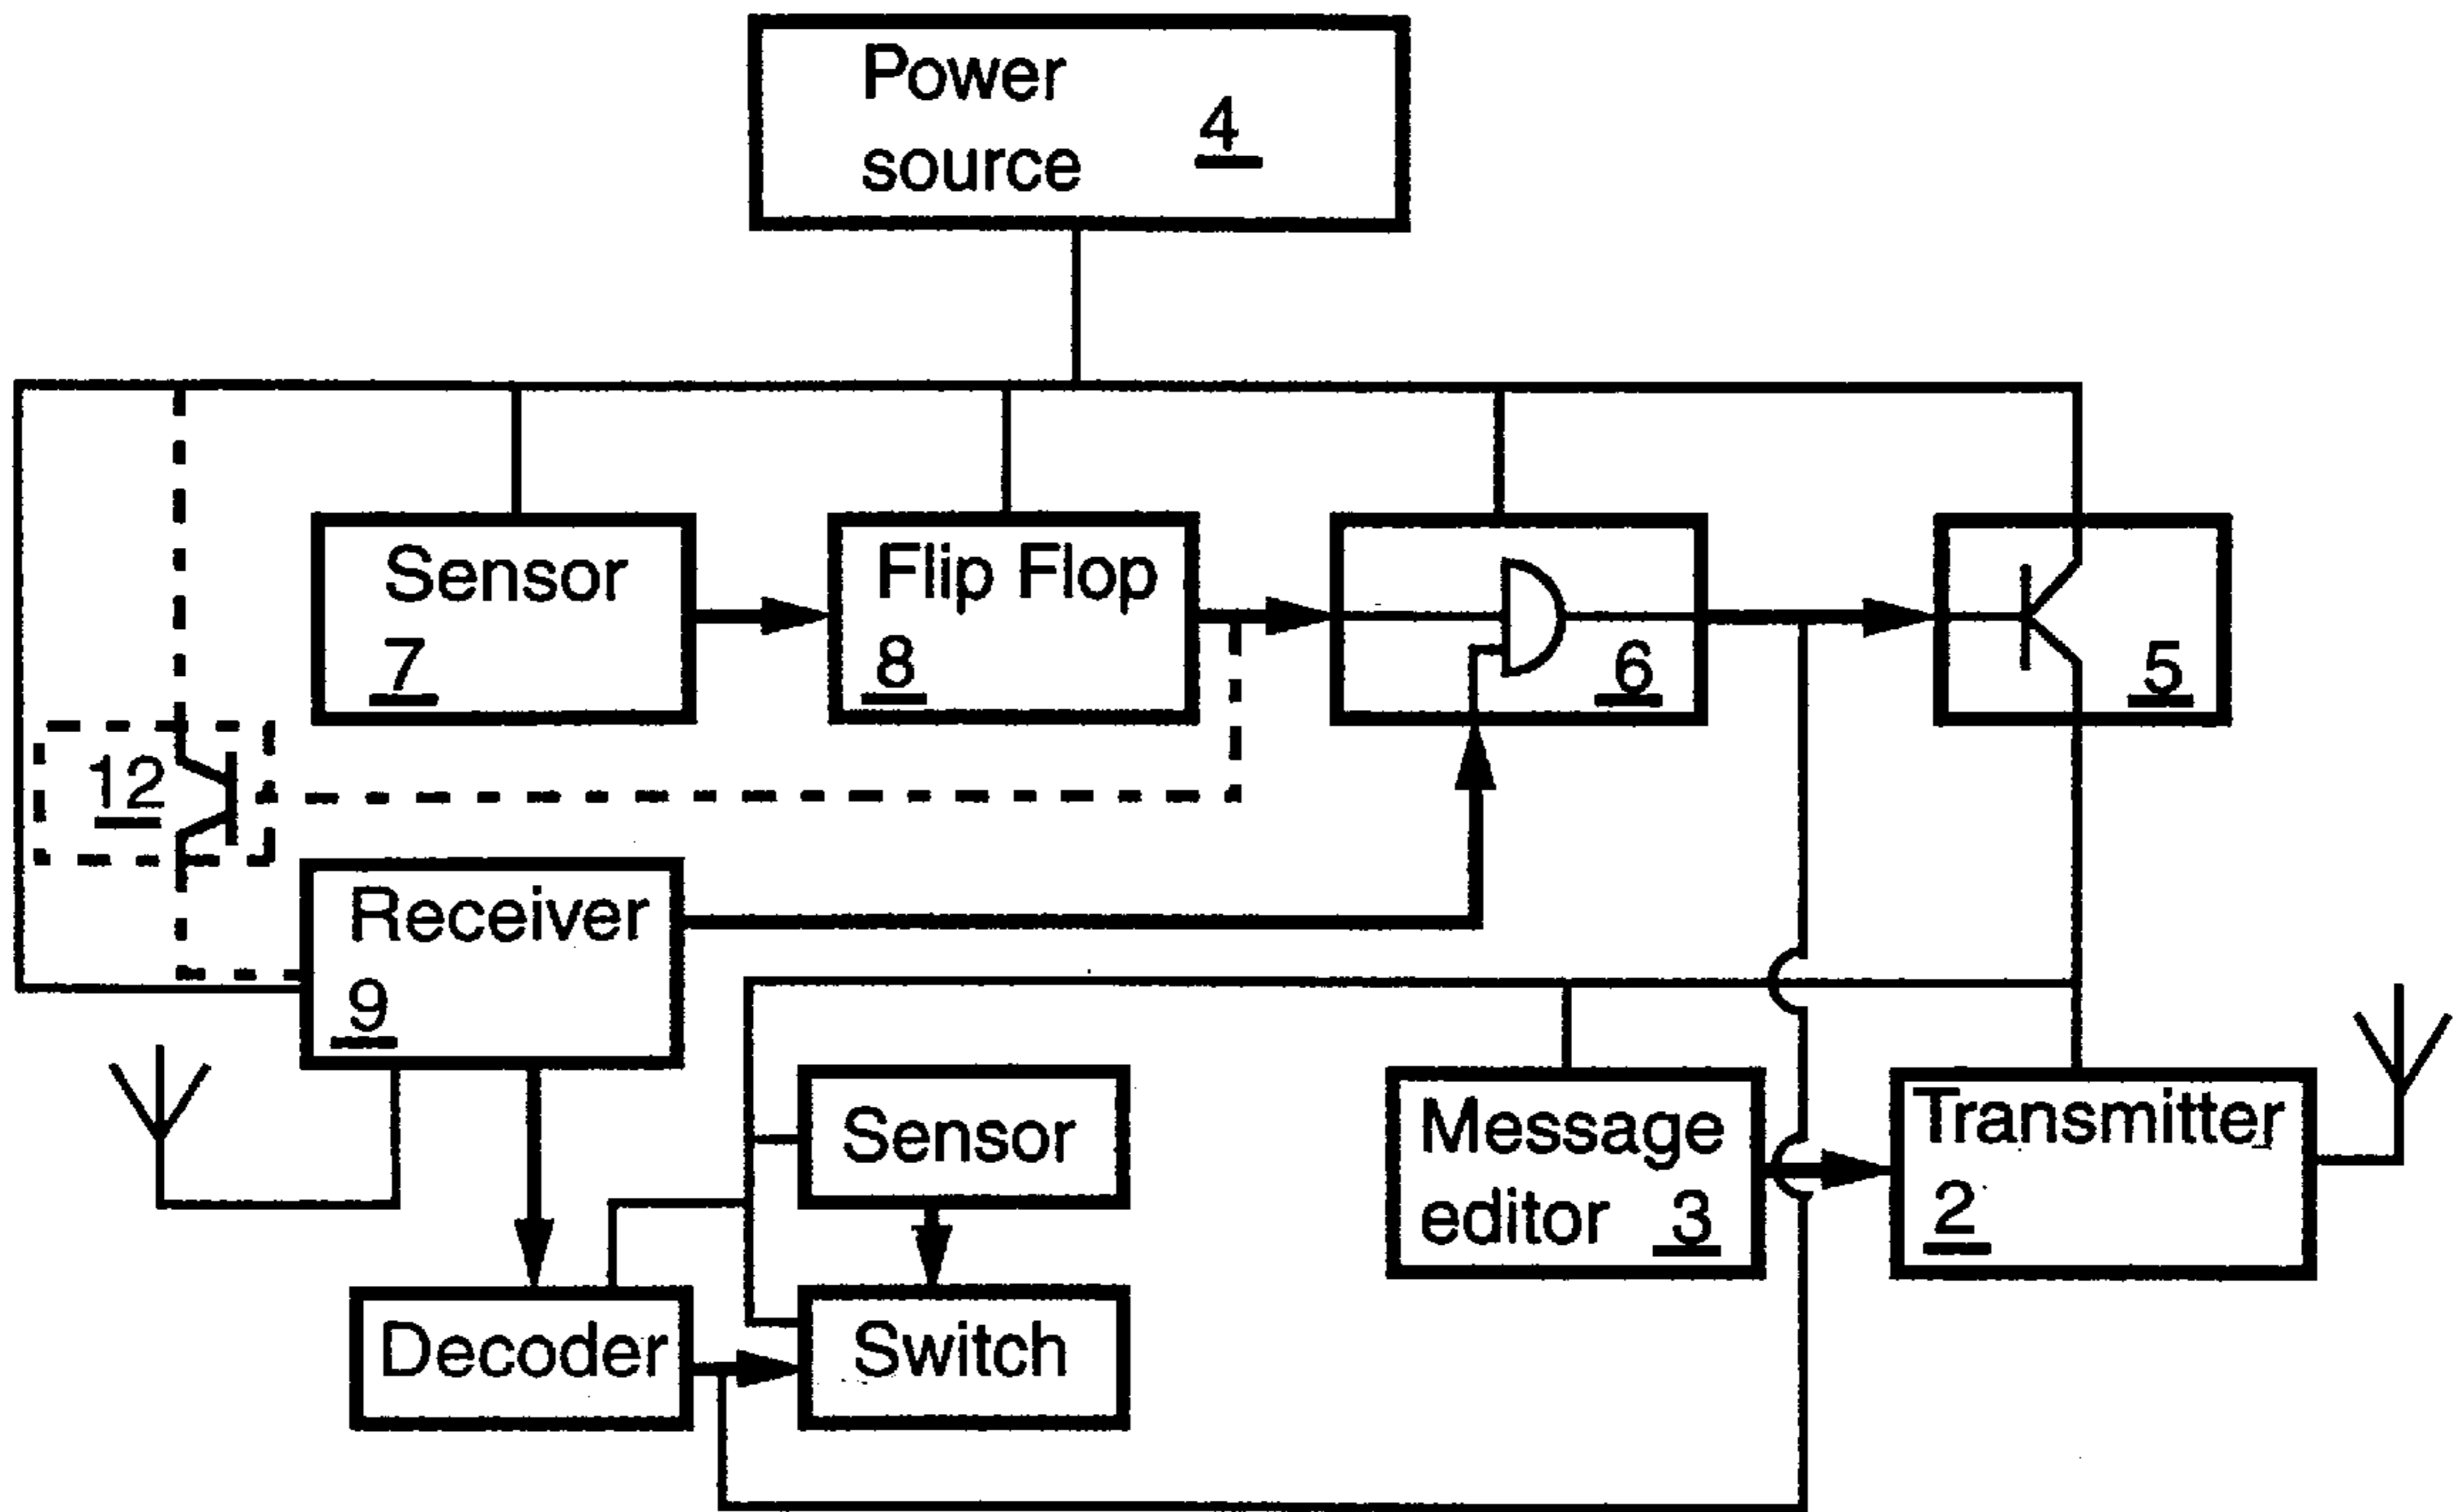 Power
source 4
Sensor
7
Flip Flop
8
6
5
12
Receiver
9
Sensor
Message
editor 3
Transmitter
2
Decoder
Switch